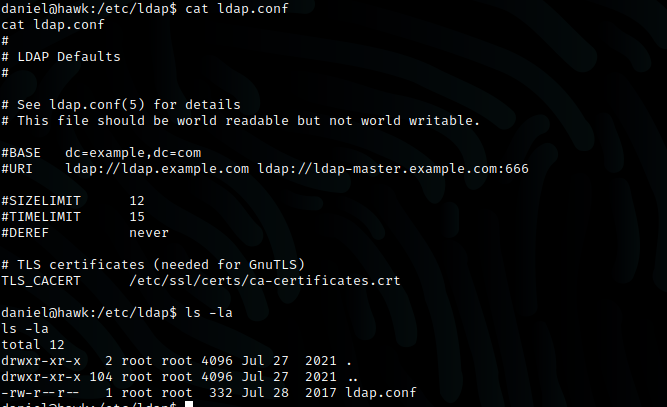 daniel@hawk:/etc/ldap$ cat ldap.conf
cat ldap.conf
#
# LDAP Defaults
#
# See ldap.conf(5) for details
# This file should be world readable but not world writable.
#BASE   dc=example,dc=com
#URI    ldap://ldap.example.com ldap://ldap-master.example.com:666
#SIZELIMIT      12
#TIMELIMIT      15
#DEREF          never
# TLS certificates (needed for GnuTLS)
TLS_CACERT      /etc/ssl/certs/ca-certificates.crt
daniel@hawk:/etc/ldap$ ls -la
ls -la
total 12
drwxr-xr-x   2 root root 4096 Jul 27  2021 .
drwxr-xr-x 104 root root 4096 Jul 27  2021 ..
-rw-r--r--   1 root root  332 Jul 28  2017 ldap.conf
daniel@hawk:/etc/ldap$